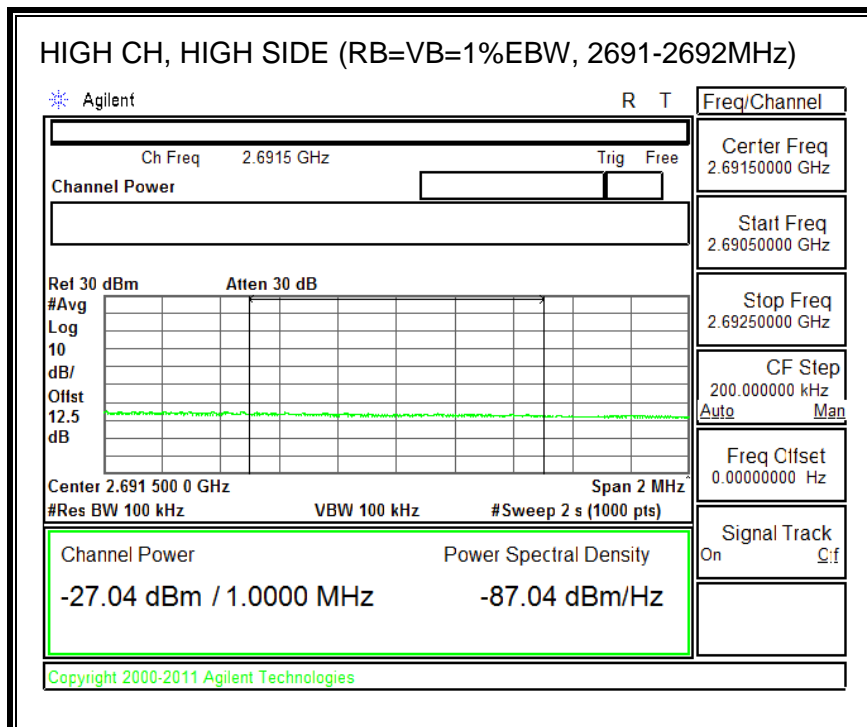 HIGH CH, HIGH SIDE (RB=VB=1%EBW, 2691-2692MHz)
Agilent R T
Freq/Channel
Ch Freq 2.6915 GHz Trig Free
Channel Power
Center Freq
2.69150000 GHz
Start Freq
2.69050000 GHz
Stop Freq
2.69250000 GHz
CF Step
200.000000 kHz
Auto Man
Freq Offset
0.00000000 Hz
Signal Track
On Off
Ref 30 dBm Atten 30 dB
#Avg
Log
10
dB/
Offst
12.5
dB
Center 2.691 500 0 GHz Span 2 MHz
#Res BW 100 kHz VBW 100 kHz #Sweep 2 s (1000 pts)
Channel Power Power Spectral Density
-27.04 dBm / 1.0000 MHz -87.04 dBm/Hz
Copyright 2000-2011 Agilent Technologies